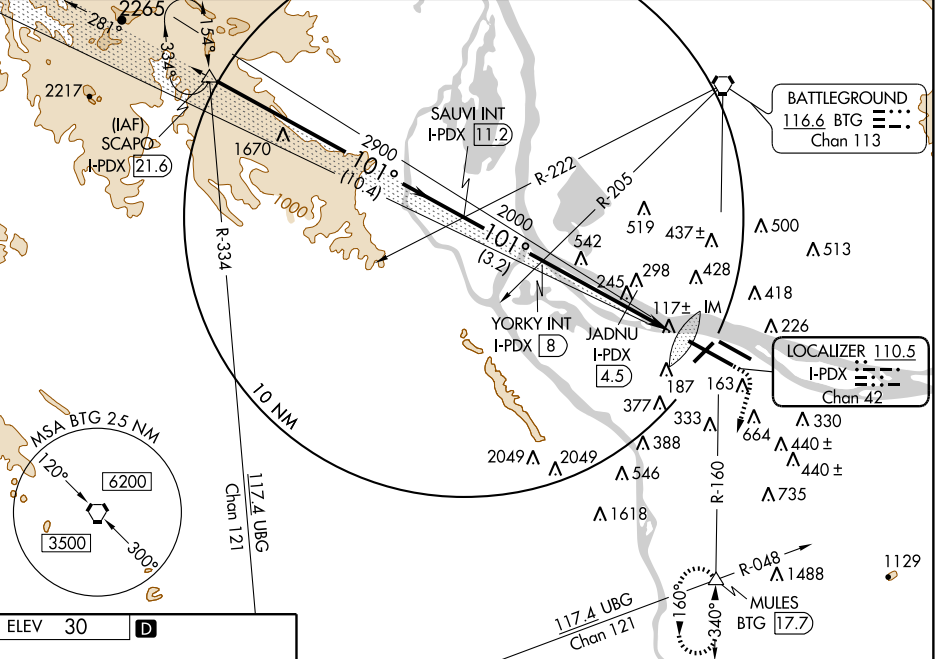 2265
281°
154°
334°
2217
(IAF)
SCAPO
I-PDX 21.6
1670
2900
101°
(10.4)
1000
SAUVI INT
I-PDX 11.2
R-222
R-205
BATTLEGROUND
116.6 BTG
Chan 113
2000
101°
(3.2)
R-334
542
519
437±
500
513
298
245
428
418
117±
IM
226
YORKY INT
I-PDX 8
JADNU
I-PDX
4.5
LOCALIZER 110.5
I-PDX
Chan 42
187
163
377
333
664
330
388
440 ±
440 ±
10 NM
2049
2049
546
735
1618
R-160
MSA BTG 25 NM
120°
6200
3500
300°
117.4 UBG
Chan 121
R-048
1488
1129
160°
340°
MULES
BTG 17.7
117.4 UBG
Chan 121
ELEV 30 D